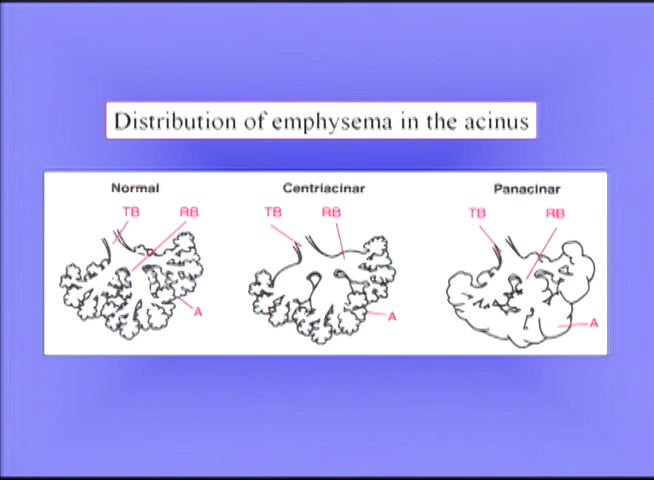 Distribution of emphysema in the acinus
Normal
Centriacinar
Panacinar
TB
RB
TB
RB
TB
RB
A
A
A